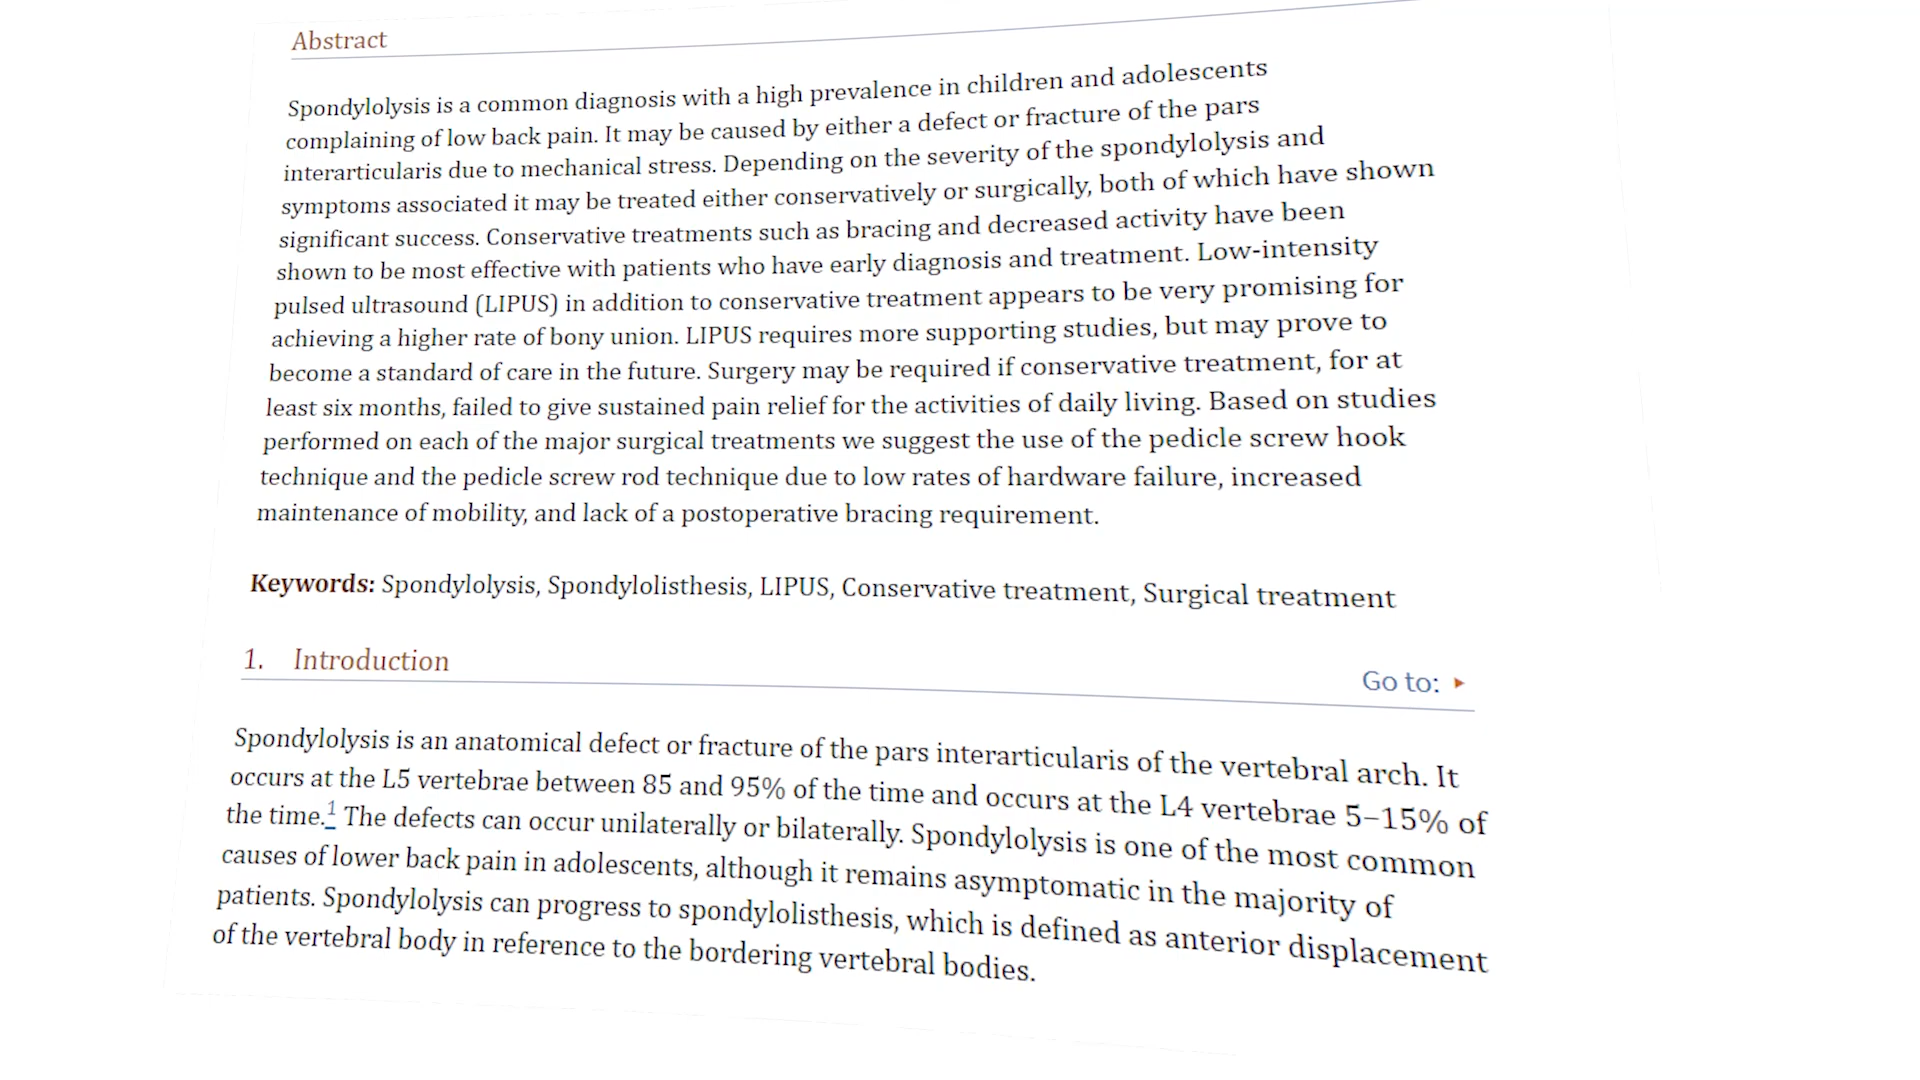 Abstract
Spondylolysis is a common diagnosis with a high prevalence in children and adolescents
complaining of low back pain. It may be caused by either a defect or fracture of the pars
interarticularis due to mechanical stress. Depending on the severity of the spondylolysis and
symptoms associated it may be treated either conservatively or surgically, both of which have shown
significant success. Conservative treatments such as bracing and decreased activity have been
shown to be most effective with patients who have early diagnosis and treatment. Low-intensity
pulsed ultrasound (LIPUS) in addition to conservative treatment appears to be very promising for
achieving a higher rate of bony union. LIPUS requires more supporting studies, but may prove to
become a standard of care in the future. Surgery may be required if conservative treatment, for at
least six months, failed to give sustained pain relief for the activities of daily living. Based on studies
performed on each of the major surgical treatments we suggest the use of the pedicle screw hook
technique and the pedicle screw rod technique due to low rates of hardware failure, increased
maintenance of mobility, and lack of a postoperative bracing requirement.
Keywords: Spondylolysis, Spondylolisthesis, LIPUS, Conservative treatment, Surgical treatment
1. Introduction
Go to: ▸
Spondylolysis is an anatomical defect or fracture of the pars interarticularis of the vertebral arch. It
occurs at the L5 vertebrae between 85 and 95% of the time and occurs at the L4 vertebrae 5–15% of
the time.1 The defects can occur unilaterally or bilaterally. Spondylolysis is one of the most common
causes of lower back pain in adolescents, although it remains asymptomatic in the majority of
patients. Spondylolysis can progress to spondylolisthesis, which is defined as anterior displacement
of the vertebral body in reference to the bordering vertebral bodies.